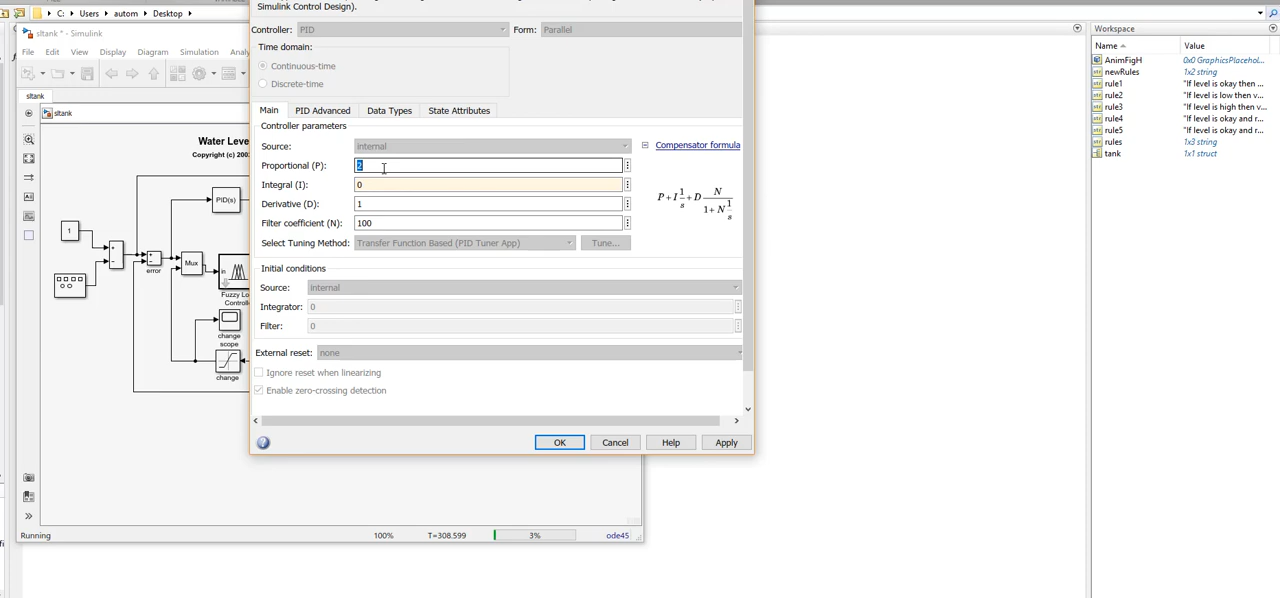 C: Users autom Desktop
sltank * - Simulink
File Edit View Display Diagram Simulation Analy
sltank
sltank
Water Leve
Copyright (c) 200
PID(s)
1
error
Mux
in
Fuzzy Lo
Controll
change
scope
change
Running 100% T=308.599 3% ode45
Simulink Control Design).
Controller: PID Form: Parallel
Time domain:
Continuous-time
Discrete-time
Main PID Advanced Data Types State Attributes
Controller parameters
Source: internal Compensator formula
Proportional (P): 2
Integral (I): 0
Derivative (D): 1
Filter coefficient (N): 100
P+I 1/s +D N/(1+N 1/s)
Select Tuning Method: Transfer Function Based (PID Tuner App) Tune...
Initial conditions
Source: internal
Integrator: 0
Filter: 0
External reset: none
Ignore reset when linearizing
Enable zero-crossing detection
OK Cancel Help Apply
Workspace
Name Value
AnimFigH 0x0 GraphicsPlacehol...
newRules 1x2 string
rule1 "If level is okay then ...
rule2 "If level is low then v...
rule3 "If level is high then v...
rule4 "If level is okay and r...
rule5 "If level is okay and r...
rules 1x3 string
tank 1x1 struct